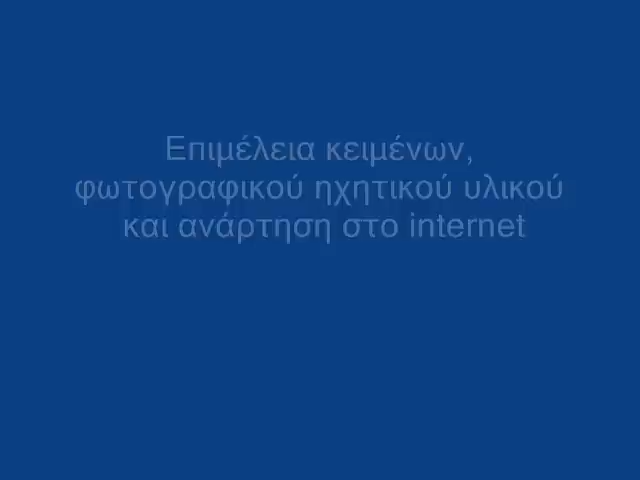 Επιμέλεια κειμένων,
φωτογραφικού ηχητικού υλικού
και ανάρτηση στο internet